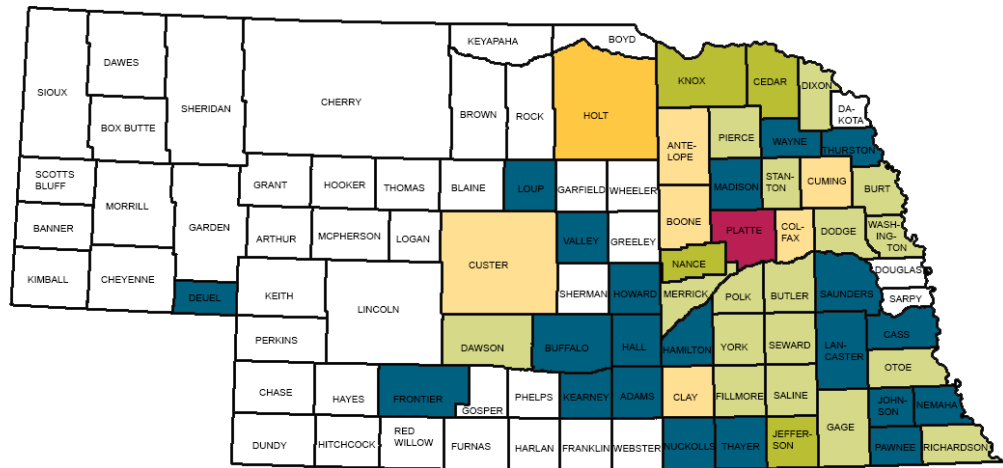 KEYAPAHA
BOYD
DAWES
SIOUX
SHERIDAN
CHERRY
BROWN
ROCK
HOLT
KNOX
CEDAR
DIXON
DA-
KOTA
BOX BUTTE
ANTE-
LOPE
PIERCE
WAYNE
THURSTON
SCOTTS
BLUFF
MORRILL
GARDEN
GRANT
HOOKER
THOMAS
BLAINE
LOUP
GARFIELD
WHEELER
MADISON
STAN-
TON
CUMING
BURT
BANNER
ARTHUR
MCPHERSON
LOGAN
CUSTER
VALLEY
GREELEY
BOONE
PLATTE
COL-
FAX
DODGE
WASH-
ING-
TON
KIMBALL
CHEYENNE
DEUEL
KEITH
LINCOLN
SHERMAN
HOWARD
NANCE
MERRICK
POLK
BUTLER
SAUNDERS
DOUGLAS
SARPY
PERKINS
DAWSON
BUFFALO
HALL
HAMILTON
YORK
SEWARD
LAN-
CASTER
CASS
OTOE
CHASE
HAYES
FRONTIER
GOSPER
PHELPS
KEARNEY
ADAMS
CLAY
FILLMORE
SALINE
GAGE
JOHN-
SON
NEMAHA
DUNDY
HITCHCOCK
RED
WILLOW
FURNAS
HARLAN
FRANKLIN
WEBSTER
NUCKOLLS
THAYER
JEFFER-
SON
PAWNEE
RICHARDSON